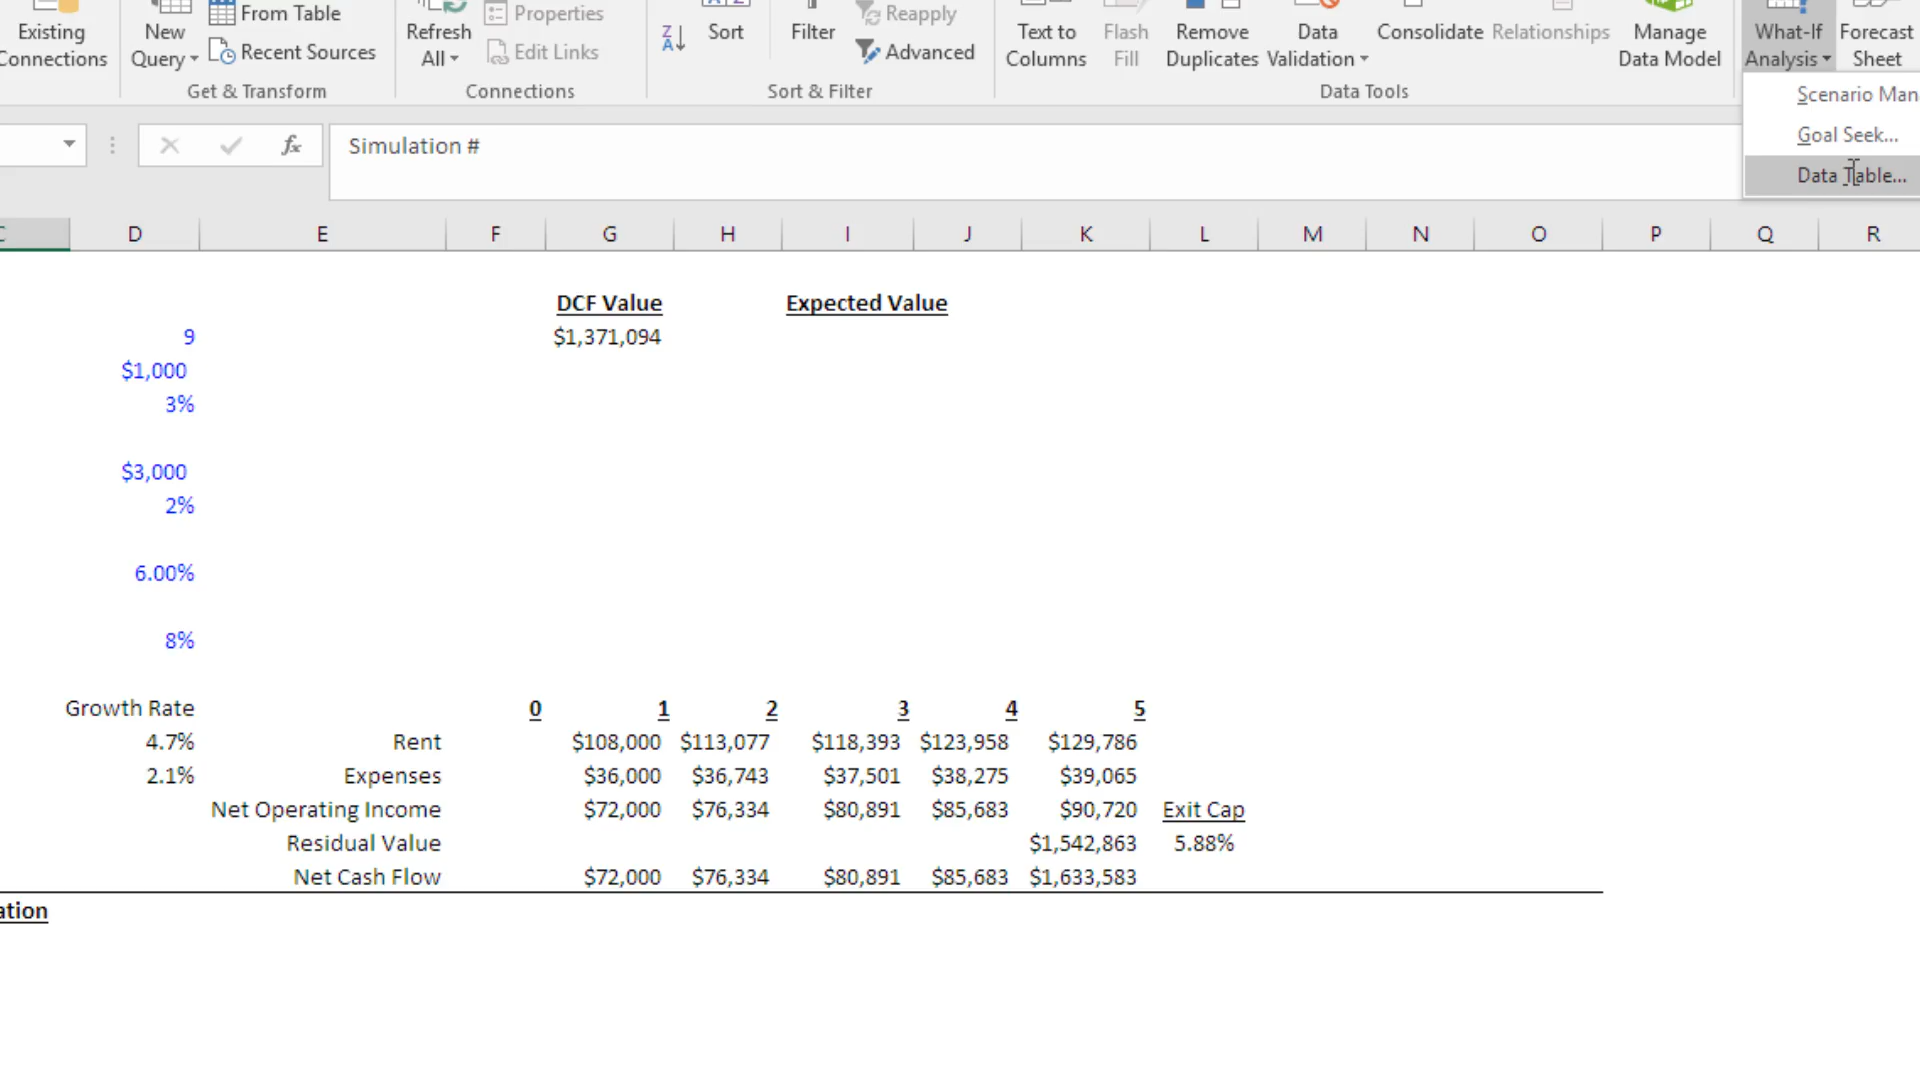 From Table
Properties
Reapply
Existing
Connections
New
Query
Recent Sources
Refresh
All
Edit Links
Z
A
Sort
Filter
Advanced
Text to
Columns
Flash
Fill
Remove
Duplicates
Data
Validation
Consolidate
Relationships
Manage
Data Model
What-If
Analysis
Forecast
Sheet
Get & Transform
Connections
Sort & Filter
Data Tools
Scenario Man
Goal Seek...
Data Table...
fx
Simulation #
C D E F G H I J K L M N O P Q R
DCF Value Expected Value
9 $1,371,094
$1,000
3%
$3,000
2%
6.00%
8%
Growth Rate 0 1 2 3 4 5
4.7% Rent $108,000 $113,077 $118,393 $123,958 $129,786
2.1% Expenses $36,000 $36,743 $37,501 $38,275 $39,065
Net Operating Income $72,000 $76,334 $80,891 $85,683 $90,720 Exit Cap
Residual Value $1,542,863 5.88%
Net Cash Flow $72,000 $76,334 $80,891 $85,683 $1,633,583
ation